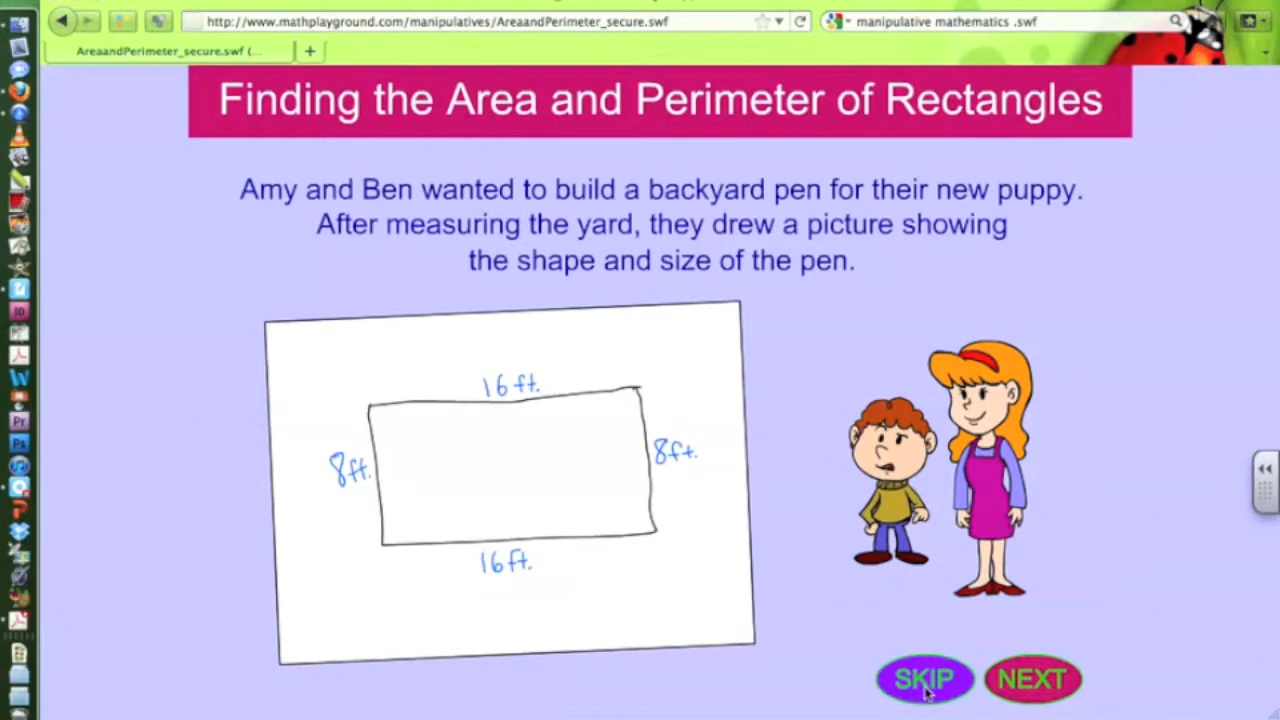 http://www.mathplayground.com/manipulatives/AreaandPerimeter_secure.swf
manipulative mathematics .swf
AreaandPerimeter_secure.swf (...
Finding the Area and Perimeter of Rectangles
Amy and Ben wanted to build a backyard pen for their new puppy.
After measuring the yard, they drew a picture showing
the shape and size of the pen.
16 ft.
8ft.
8ft.
16ft.
SKIP
NEXT